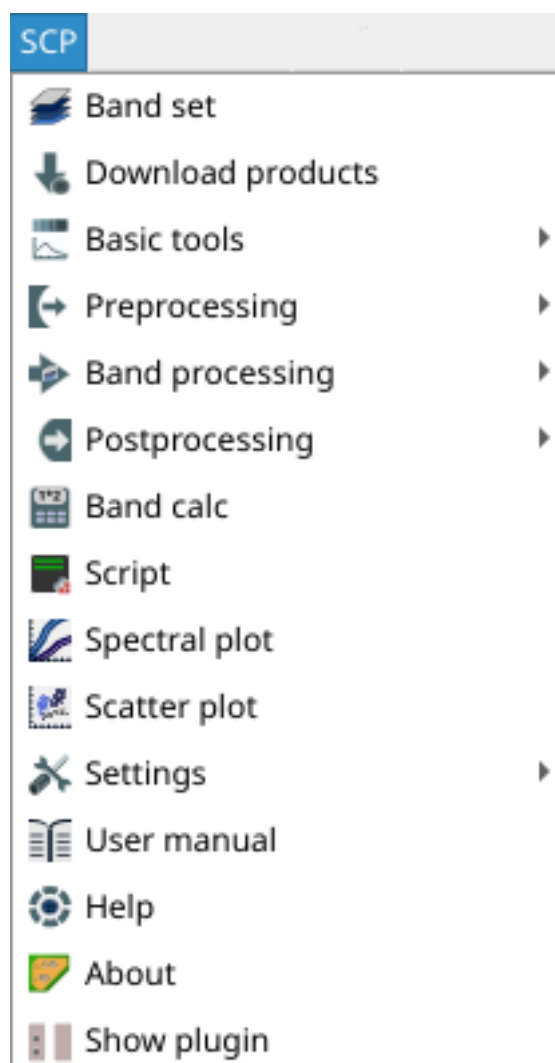 SCP
Band set
Download products
Basic tools
Preprocessing
Band processing
Postprocessing
Band calc
Script
Spectral plot
Scatter plot
Settings
User manual
Help
About
Show plugin